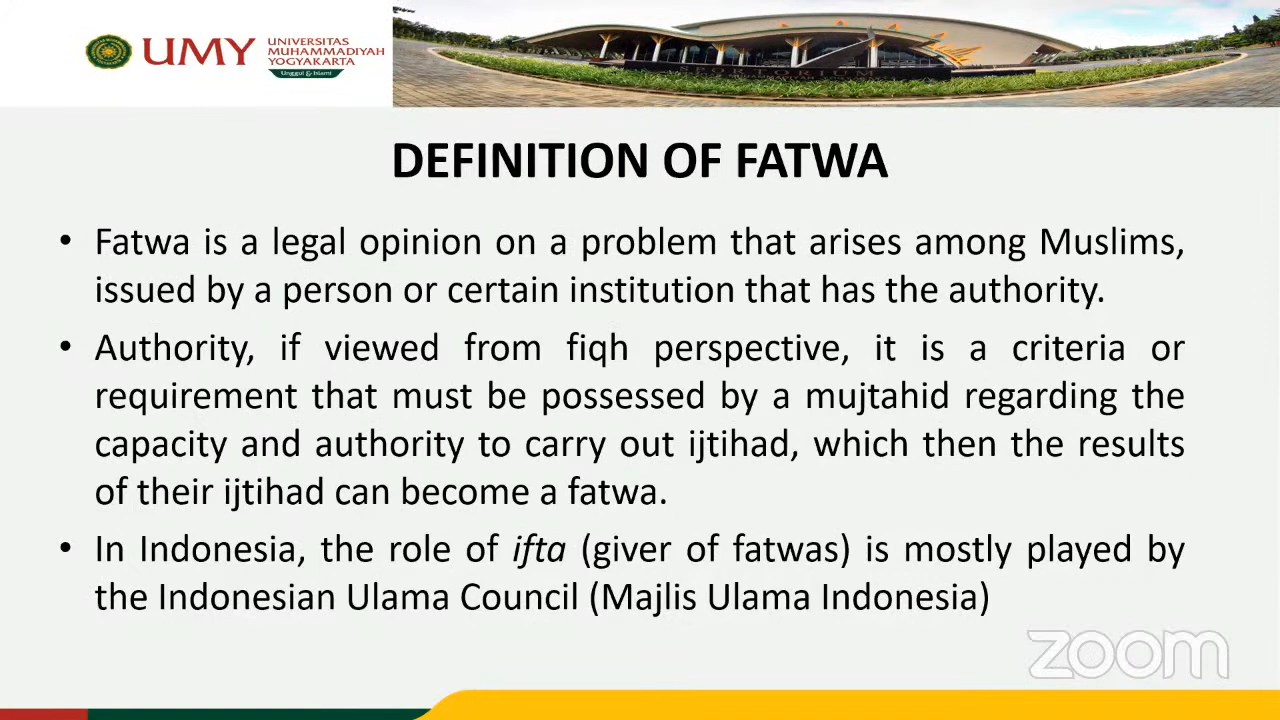 UMY
UNIVERSITAS
MUHAMMADIYAH
YOGYAKARTA
Unggul & Islami
DEFINITION OF FATWA
• Fatwa is a legal opinion on a problem that arises among Muslims,
issued by a person or certain institution that has the authority.
• Authority, if viewed from fiqh perspective, it is a criteria or
requirement that must be possessed by a mujtahid regarding the
capacity and authority to carry out ijtihad, which then the results
of their ijtihad can become a fatwa.
• In Indonesia, the role of ifta (giver of fatwas) is mostly played by
the Indonesian Ulama Council (Majlis Ulama Indonesia)
zoom